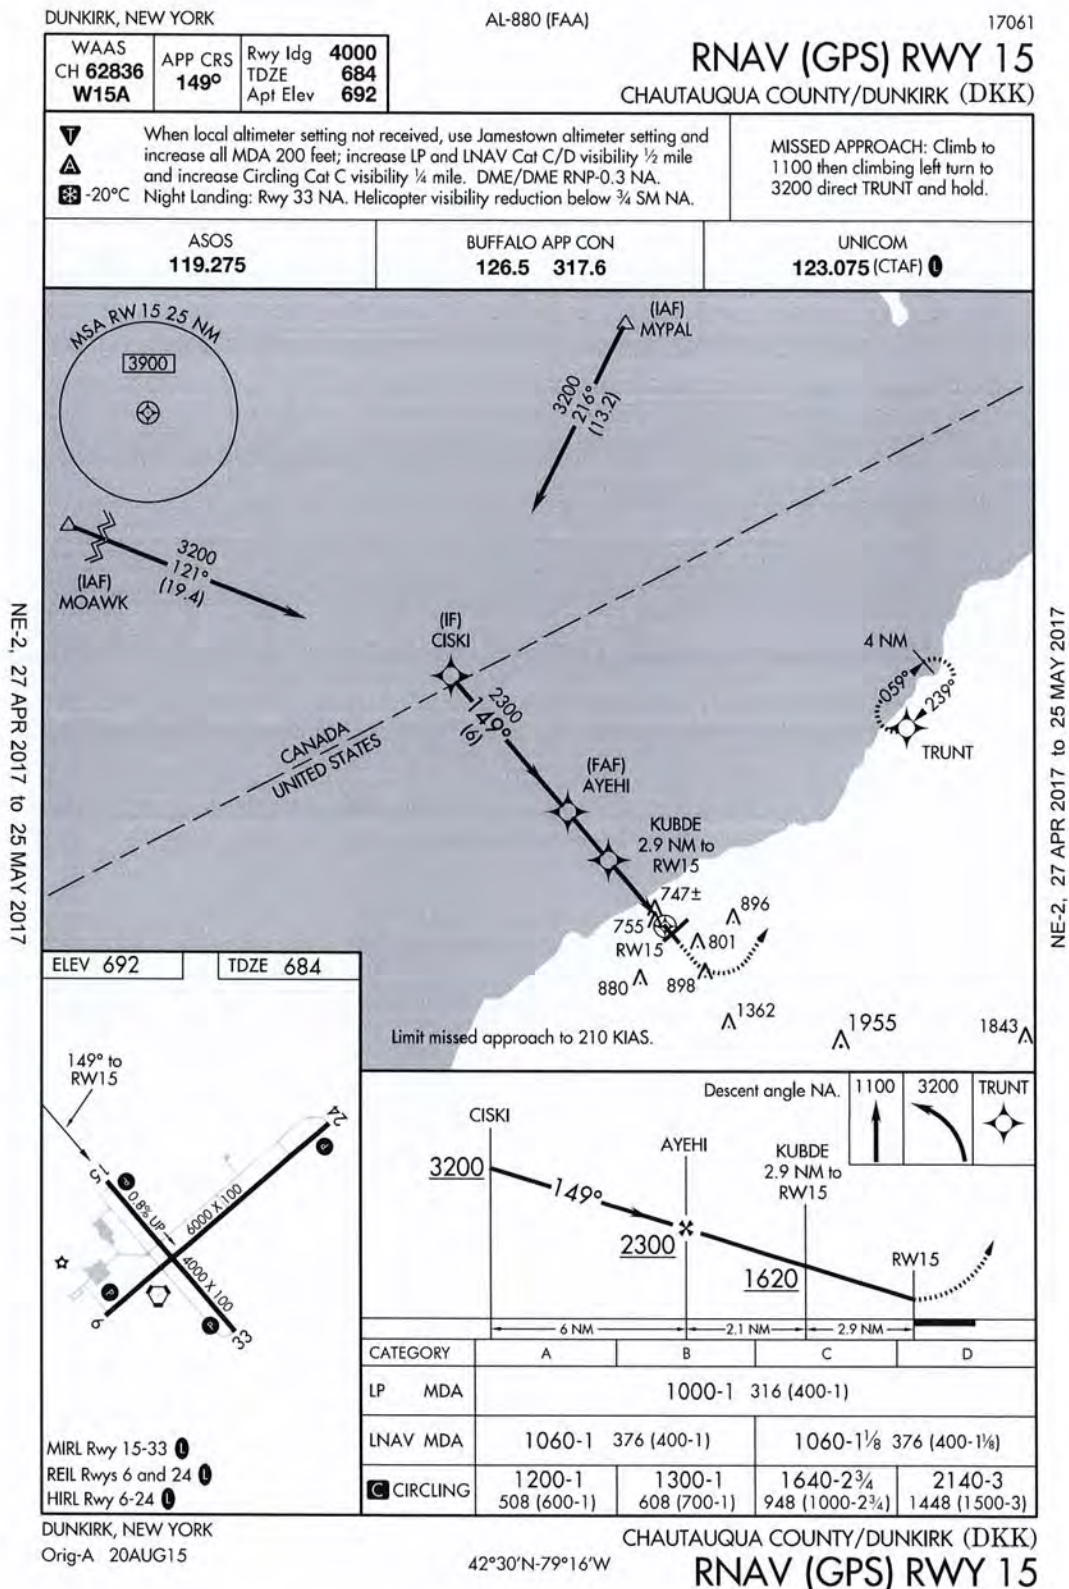 DUNKIRK, NEW YORK
AL-880 (FAA)
17061
WAAS
CH 62836
W15A
APP CRS
149°
Rwy ldg 4000
TDZE 684
Apt Elev 692
RNAV (GPS) RWY 15
CHAUTAUQUA COUNTY/DUNKIRK (DKK)
T
A
-20°C
When local altimeter setting not received, use Jamestown altimeter setting and
increase all MDA 200 feet; increase LP and LNAV Cat C/D visibility ½ mile
and increase Circling Cat C visibility ¼ mile. DME/DME RNP-0.3 NA.
Night Landing: Rwy 33 NA. Helicopter visibility reduction below ¾ SM NA.
MISSED APPROACH: Climb to
1100 then climbing left turn to
3200 direct TRUNT and hold.
ASOS
119.275
BUFFALO APP CON
126.5 317.6
UNICOM
123.075 (CTAF) L
MSA RW 15 25 NM
3900
(IAF)
MYPAL
3200
216°
(13.2)
(IAF)
MOAWK
3200
121°
(19.4)
(IF)
CISKI
2300
149°
(6)
CANADA
UNITED STATES
(FAF)
AYEHI
KUBDE
2.9 NM to
RW15
4 NM
059°
239°
TRUNT
747±
755
RW15
896
801
880
898
1362
1955
1843
Limit missed approach to 210 KIAS.
NE-2, 27 APR 2017 to 25 MAY 2017
NE-2, 27 APR 2017 to 25 MAY 2017
ELEV 692
TDZE 684
149° to
RW15
15
24
P
P
0.8% UP
6000 X 100
4000 X 100
P
P
6
33
MIRL Rwy 15-33 L
REIL Rwys 6 and 24 L
HIRL Rwy 6-24 L
Descent angle NA.
1100
3200
TRUNT
CISKI
AYEHI
KUBDE
2.9 NM to
RW15
RW15
3200
149°
2300
1620
6 NM
2.1 NM
2.9 NM
CATEGORY A B C D
LP MDA 1000-1 316 (400-1)
LNAV MDA 1060-1 376 (400-1) 1060-1⅛ 376 (400-1⅛)
C CIRCLING
1200-1
508 (600-1)
1300-1
608 (700-1)
1640-2¾
948 (1000-2¾)
2140-3
1448 (1500-3)
DUNKIRK, NEW YORK
Orig-A 20AUG15
42°30'N-79°16'W
CHAUTAUQUA COUNTY/DUNKIRK (DKK)
RNAV (GPS) RWY 15